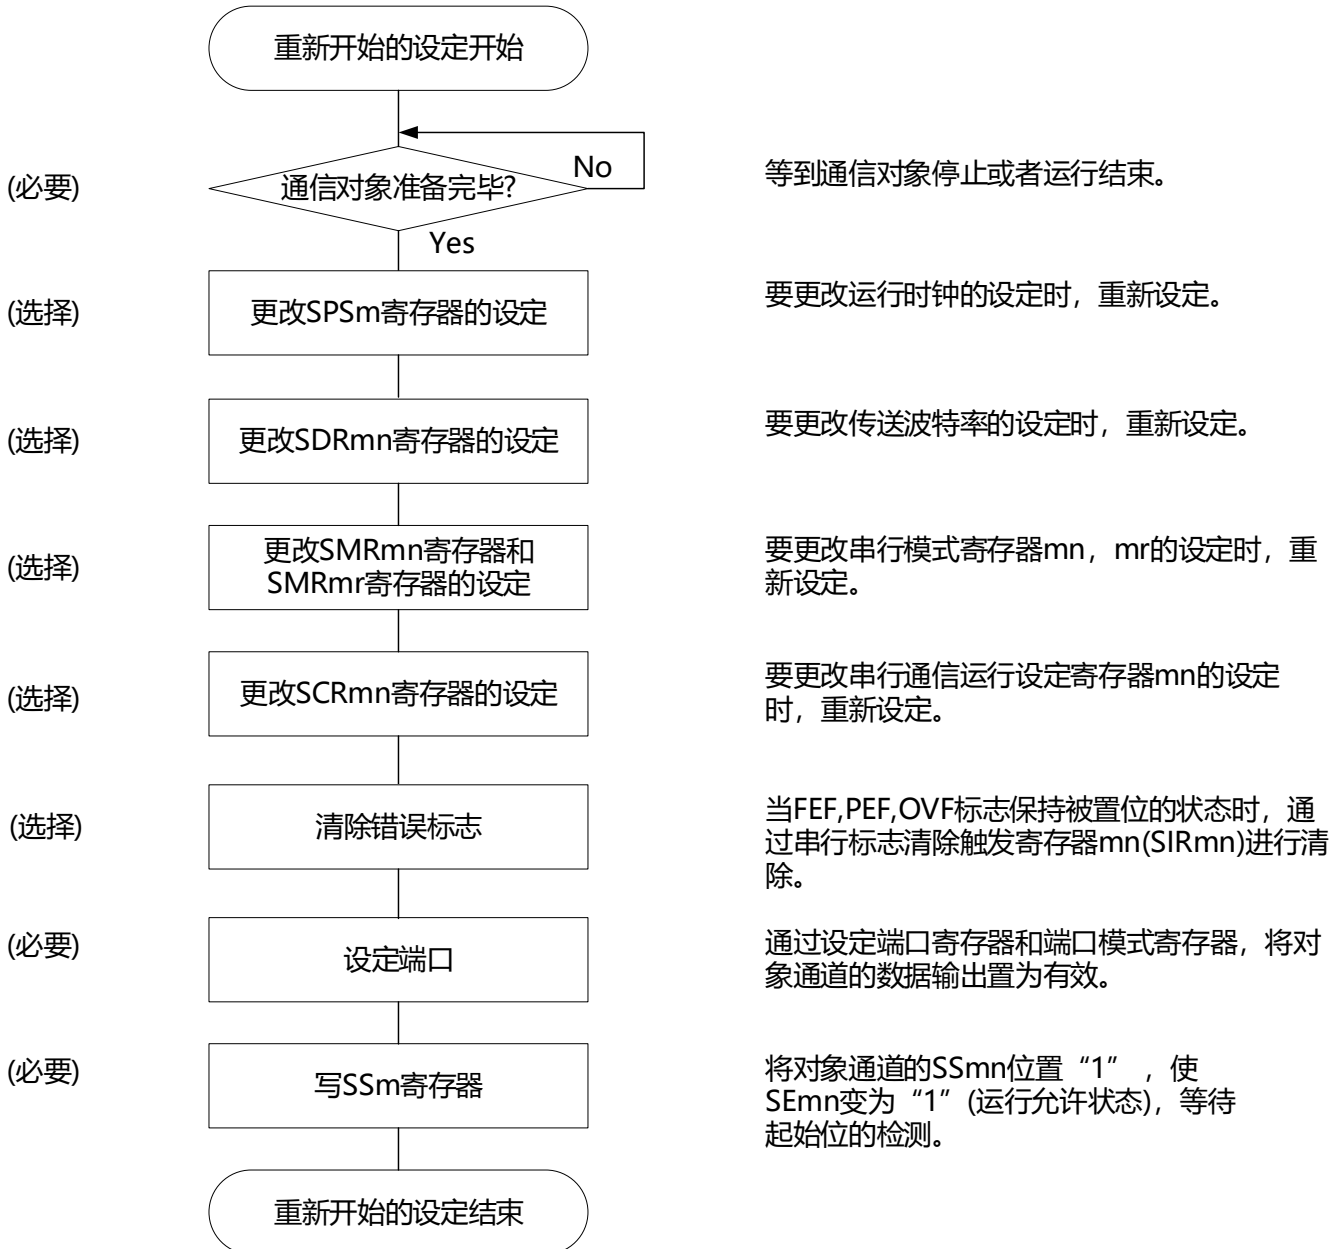 重新开始的设定开始
(必要)
通信对象准备完毕?
No
等到通信对象停止或者运行结束。
Yes
(选择)
更改SPSm寄存器的设定
要更改运行时钟的设定时，重新设定。
(选择)
更改SDRmn寄存器的设定
要更改传送波特率的设定时，重新设定。
(选择)
更改SMRmn寄存器和
SMRmr寄存器的设定
要更改串行模式寄存器mn，mr的设定时，重
新设定。
(选择)
更改SCRmn寄存器的设定
要更改串行通信运行设定寄存器mn的设定
时，重新设定。
(选择)
清除错误标志
当FEF,PEF,OVF标志保持被置位的状态时，通
过串行标志清除触发寄存器mn(SIRmn)进行清
除。
(必要)
设定端口
通过设定端口寄存器和端口模式寄存器，将对
象通道的数据输出置为有效。
(必要)
写SSm寄存器
将对象通道的SSmn位置“1”，使
SEmn变为“1”(运行允许状态)，等待
起始位的检测。
重新开始的设定结束